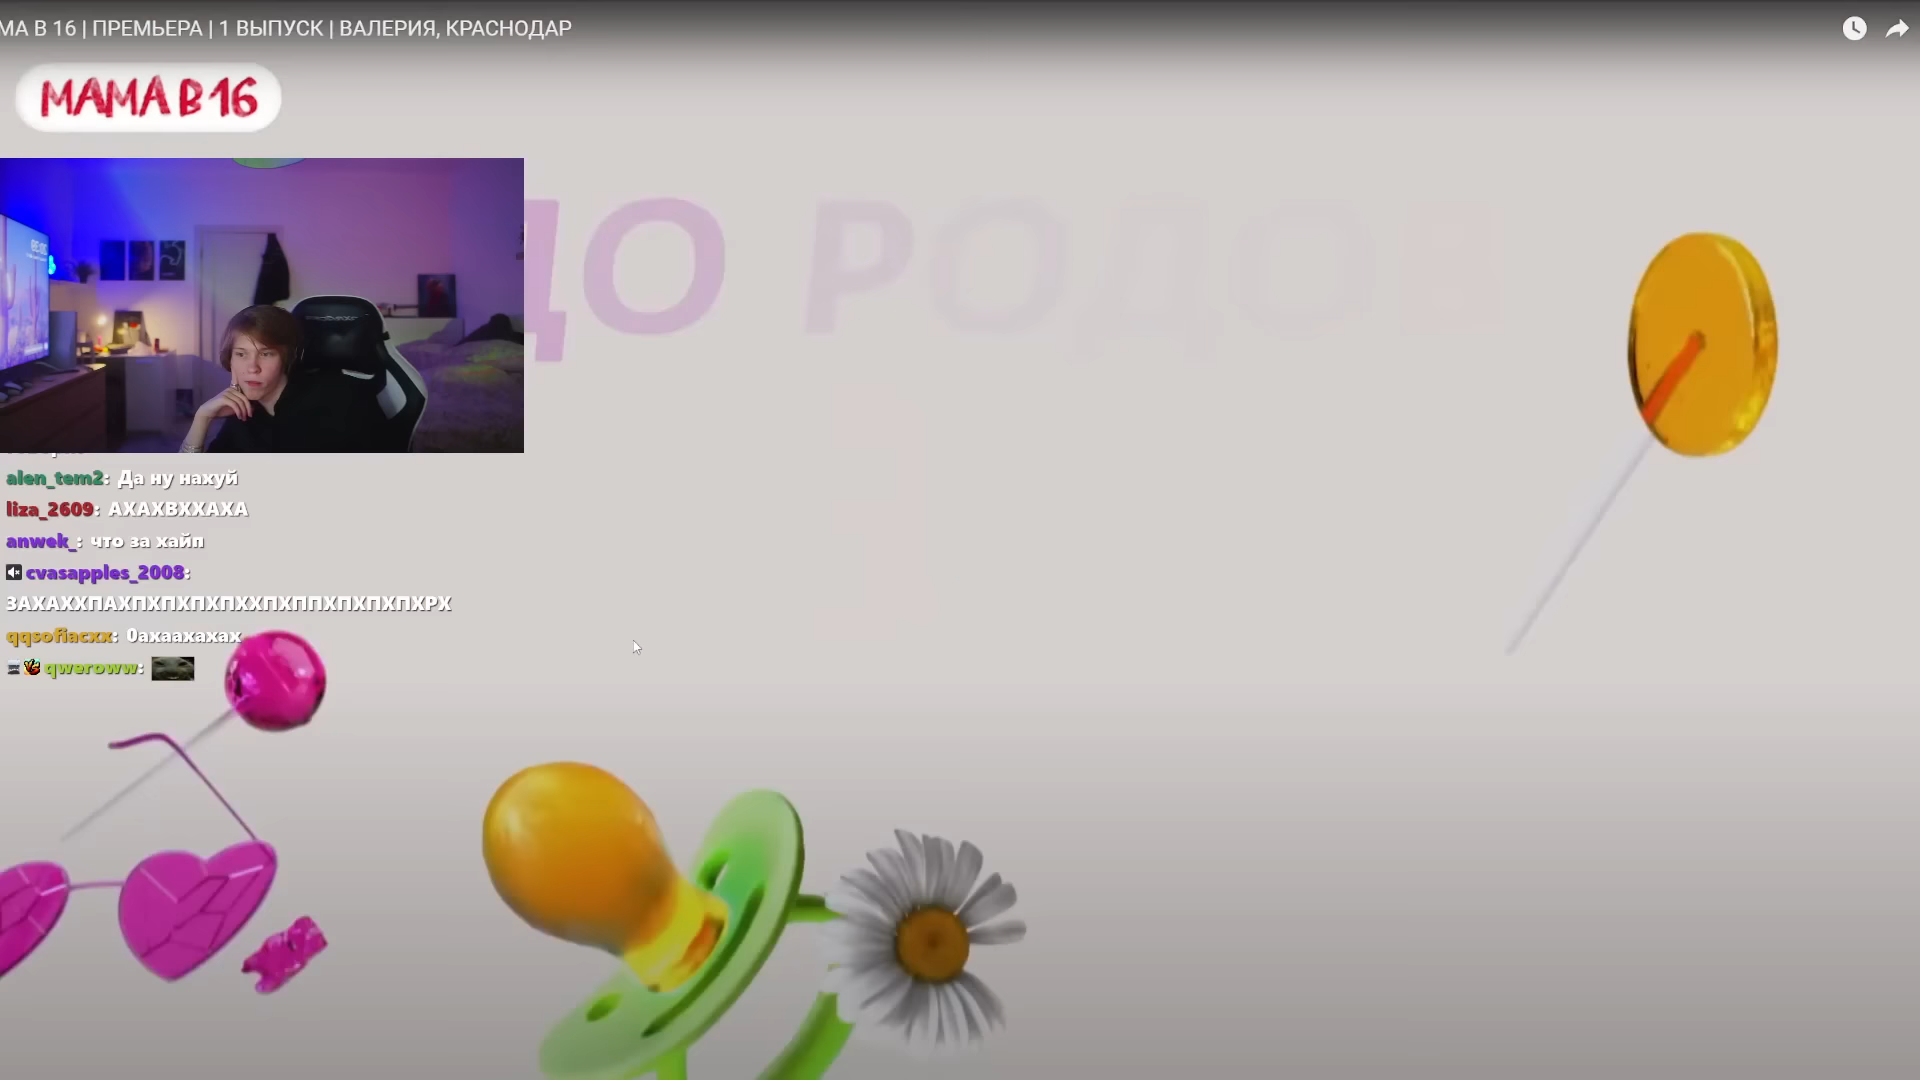 МА В 16 | ПРЕМЬЕРА | 1 ВЫПУСК | ВАЛЕРИЯ, КРАСНОДАР
МАМА В 16
ДО РОДОВ
alen_tem2: Да ну нахуй
liza_2609: АХАХВХХАХА
anwek_: что за хайп
cvasapples_2008:
ЗАХАХХПАХПХПХПХПХХПХППХПХПХПХРХ
qqsofiacxx: 0ахаахахах
qweroww: